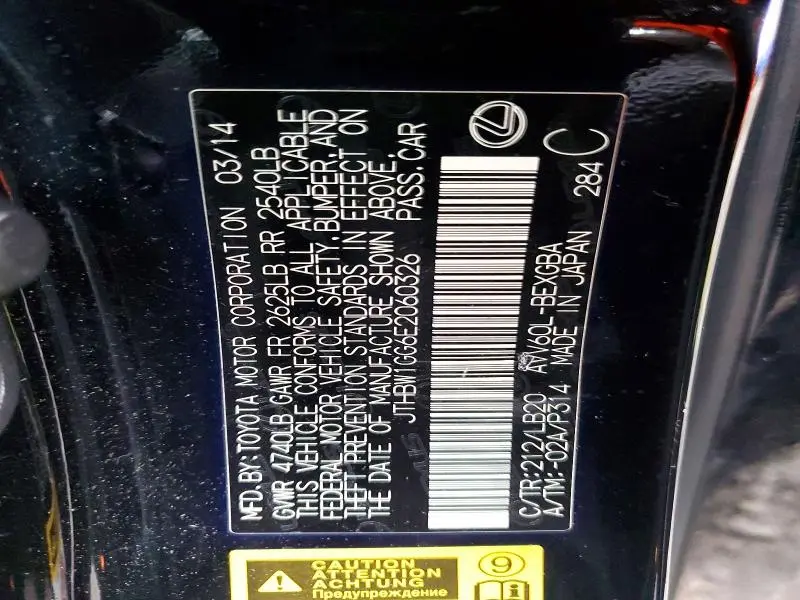 MFD. BY: TOYOTA MOTOR CORPORATION 03/14
GVWR 4740LB GAWR FR 2625LB RR 2540LB
THIS VEHICLE CONFORMS TO ALL APPLICABLE
FEDERAL MOTOR VEHICLE SAFETY, BUMPER, AND
THEFT PREVENTION STANDARDS IN EFFECT ON
THE DATE OF MANUFACTURE SHOWN ABOVE.
JTHBW1GG6E2060326 PASS. CAR
C/TR:212/LB20 AVV60L-BEXGBA
A/TM:-02A/P314 MADE IN JAPAN 284 C
CAUTION
ATTENTION
ACHTUNG
Предупреждение
9